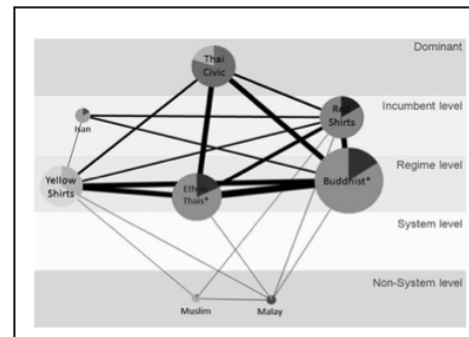 Dominant
Thai
Civic
Incumbent level
Red
Shirts
Isan
Regime level
Yellow
Shirts
Ethnic
Thais*
Buddhist*
System level
Non-System level
Muslim
Malay